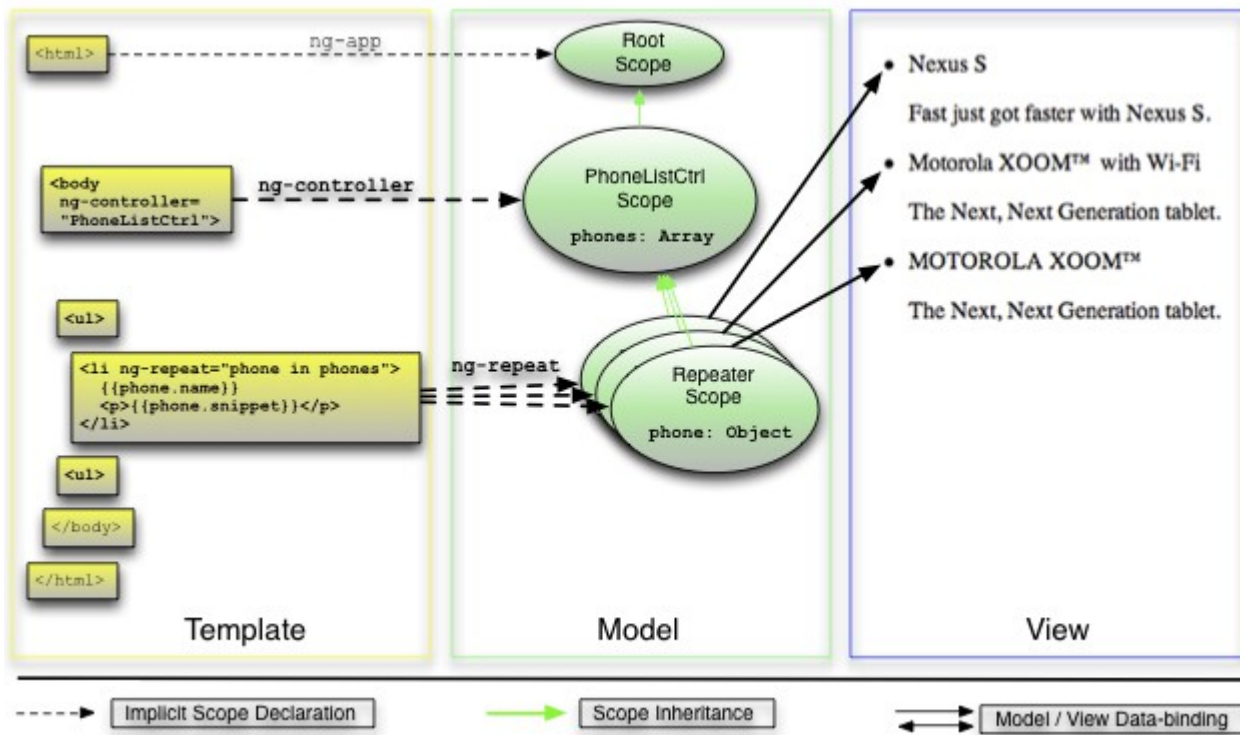 <html>
ng-app
<body
ng-controller=
"PhoneListCtrl">
ng-controller
<ul>
<li ng-repeat="phone in phones">
{{phone.name}}
<p>{{phone.snippet}}</p>
</li>
ng-repeat
<ul>
</body>
</html>
Template
Root
Scope
PhoneListCtrl
Scope
phones: Array
Repeater
Scope
phone: Object
Model
• Nexus S
Fast just got faster with Nexus S.
• Motorola XOOM™ with Wi-Fi
The Next, Next Generation tablet.
• MOTOROLA XOOM™
The Next, Next Generation tablet.
View
Implicit Scope Declaration
Scope Inheritance
Model / View Data-binding